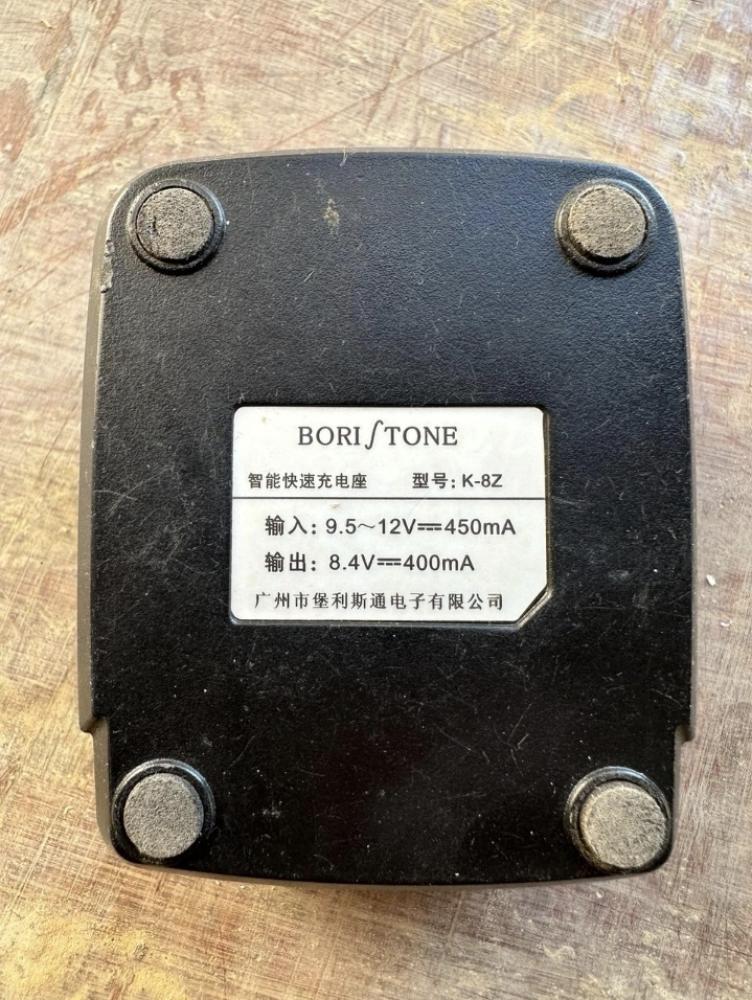 BORI∫TONE
智能快速充电座 型号: K-8Z
输入: 9.5～12V⎓450mA
输出: 8.4V⎓400mA
广州市堡利斯通电子有限公司